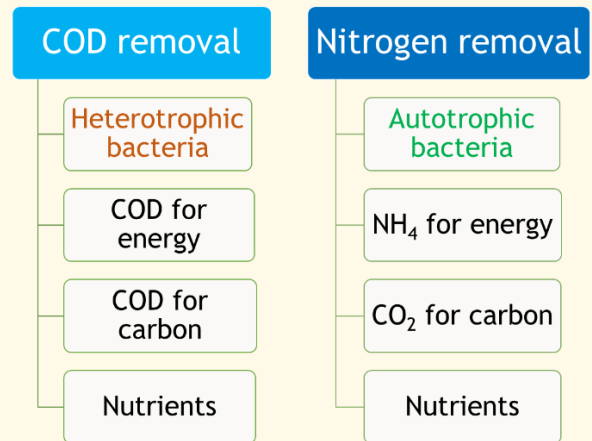 COD removal
Heterotrophic
bacteria
COD for
energy
COD for
carbon
Nutrients
Nitrogen removal
Autotrophic
bacteria
NH₄ for energy
CO₂ for carbon
Nutrients